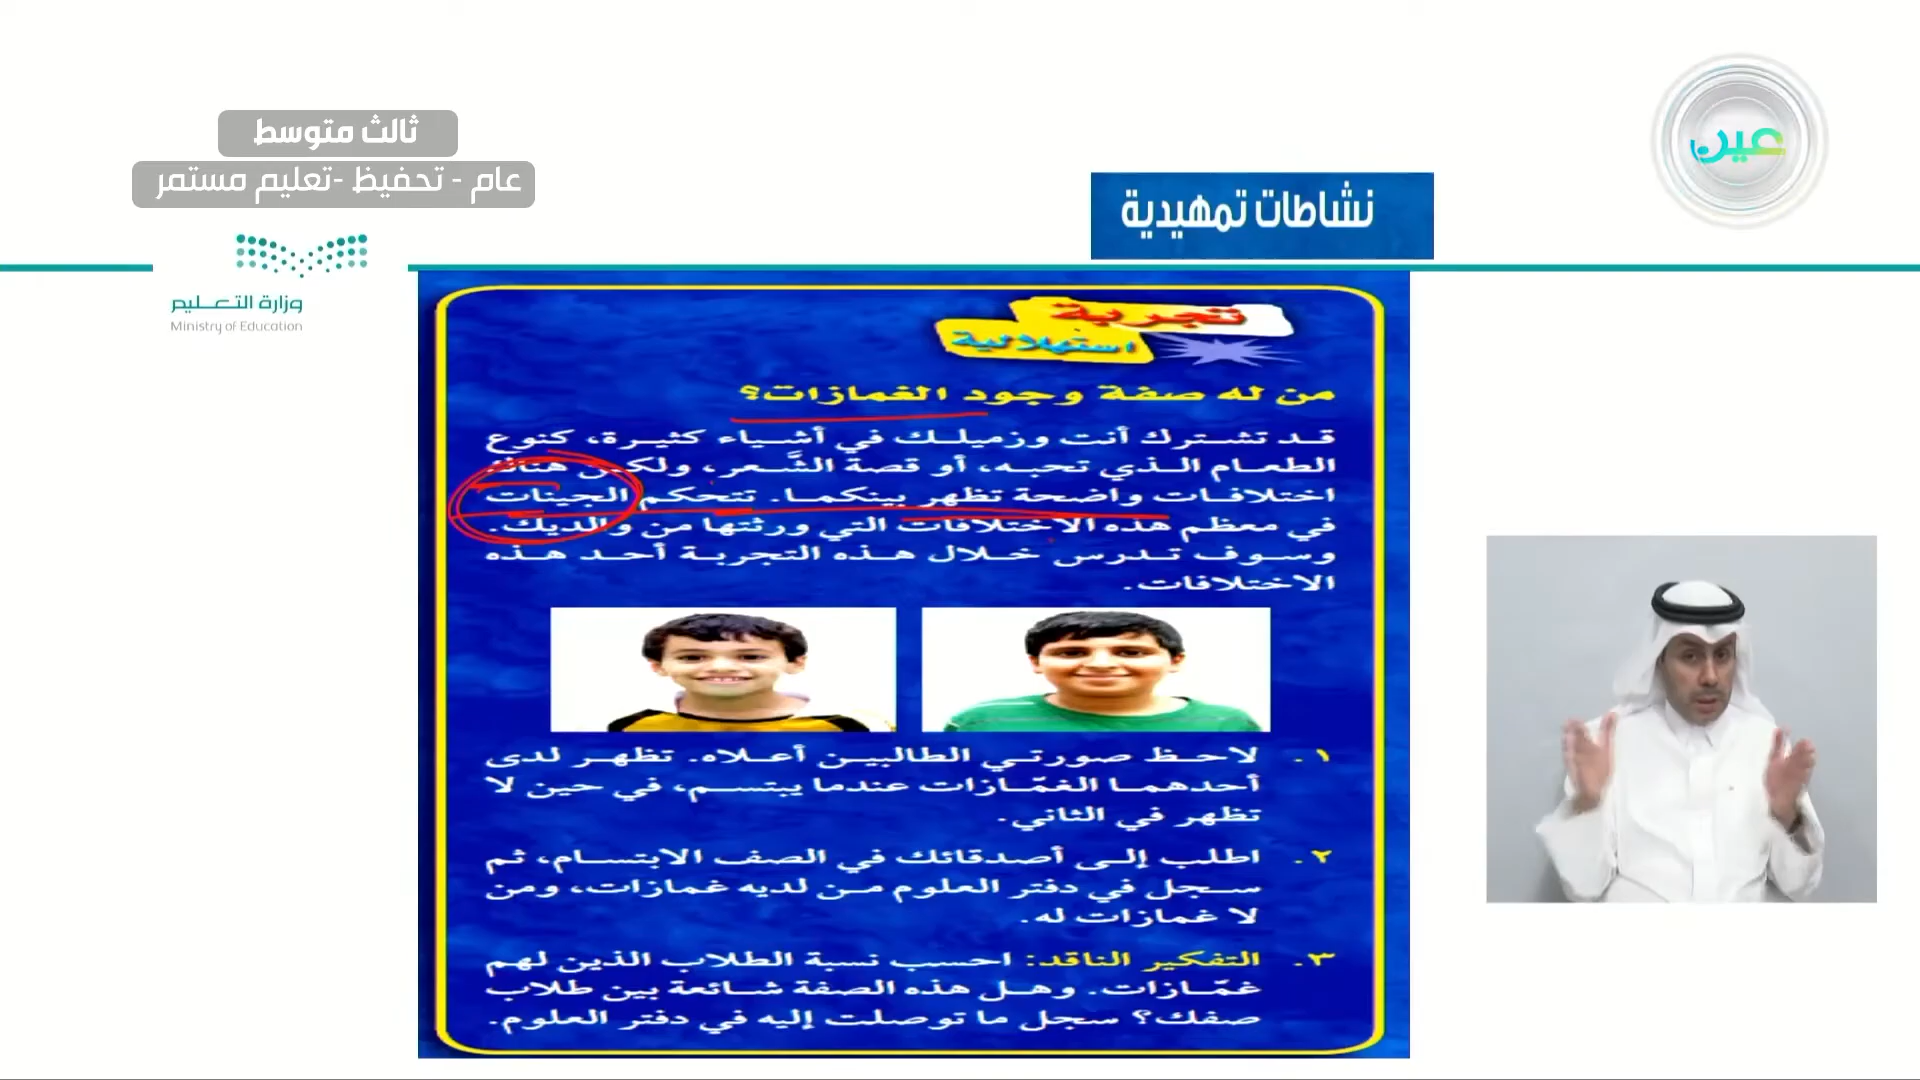 ثالث متوسط
عام - تحفيظ -تعليم مستمر
عين
نشاطات تمهيدية
وزارة التعـــليم
Ministry of Education
تجربة
استهلالية
من له صفة وجود الغمازات؟
قد تشترك أنت وزميلك في أشياء كثيرة، كنوع
الطعام الذي تحبه، أو قصة الشَّعر، ولكن هناك
اختلافات واضحة تظهر بينكما. تتحكم الجينات
في معظم هذه الاختلافات التي ورثتها من والديك.
وسوف تدرس خلال هذه التجربة أحد هذه
الاختلافات.
١. لاحظ صورتي الطالبين أعلاه. تظهر لدى
أحدهما الغمّازات عندما يبتسم، في حين لا
تظهر في الثاني.
٢. اطلب إلى أصدقائك في الصف الابتسام، ثم
سجل في دفتر العلوم من لديه غمازات، ومن
لا غمازات له.
٣. التفكير الناقد: احسب نسبة الطلاب الذين لهم
غمّازات. وهل هذه الصفة شائعة بين طلاب
صفك؟ سجل ما توصلت إليه في دفتر العلوم.